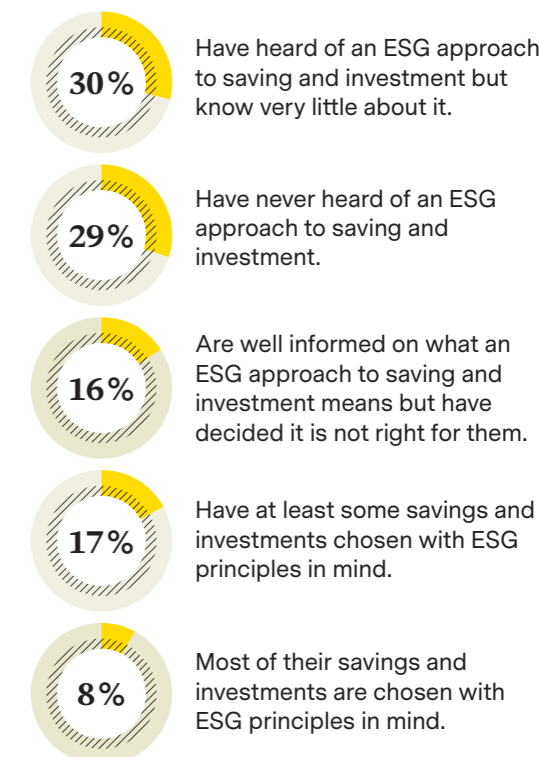 30%
Have heard of an ESG approach
to saving and investment but
know very little about it.
29%
Have never heard of an ESG
approach to saving and
investment.
16%
Are well informed on what an
ESG approach to saving and
investment means but have
decided it is not right for them.
17%
Have at least some savings and
investments chosen with ESG
principles in mind.
8%
Most of their savings and
investments are chosen with
ESG principles in mind.